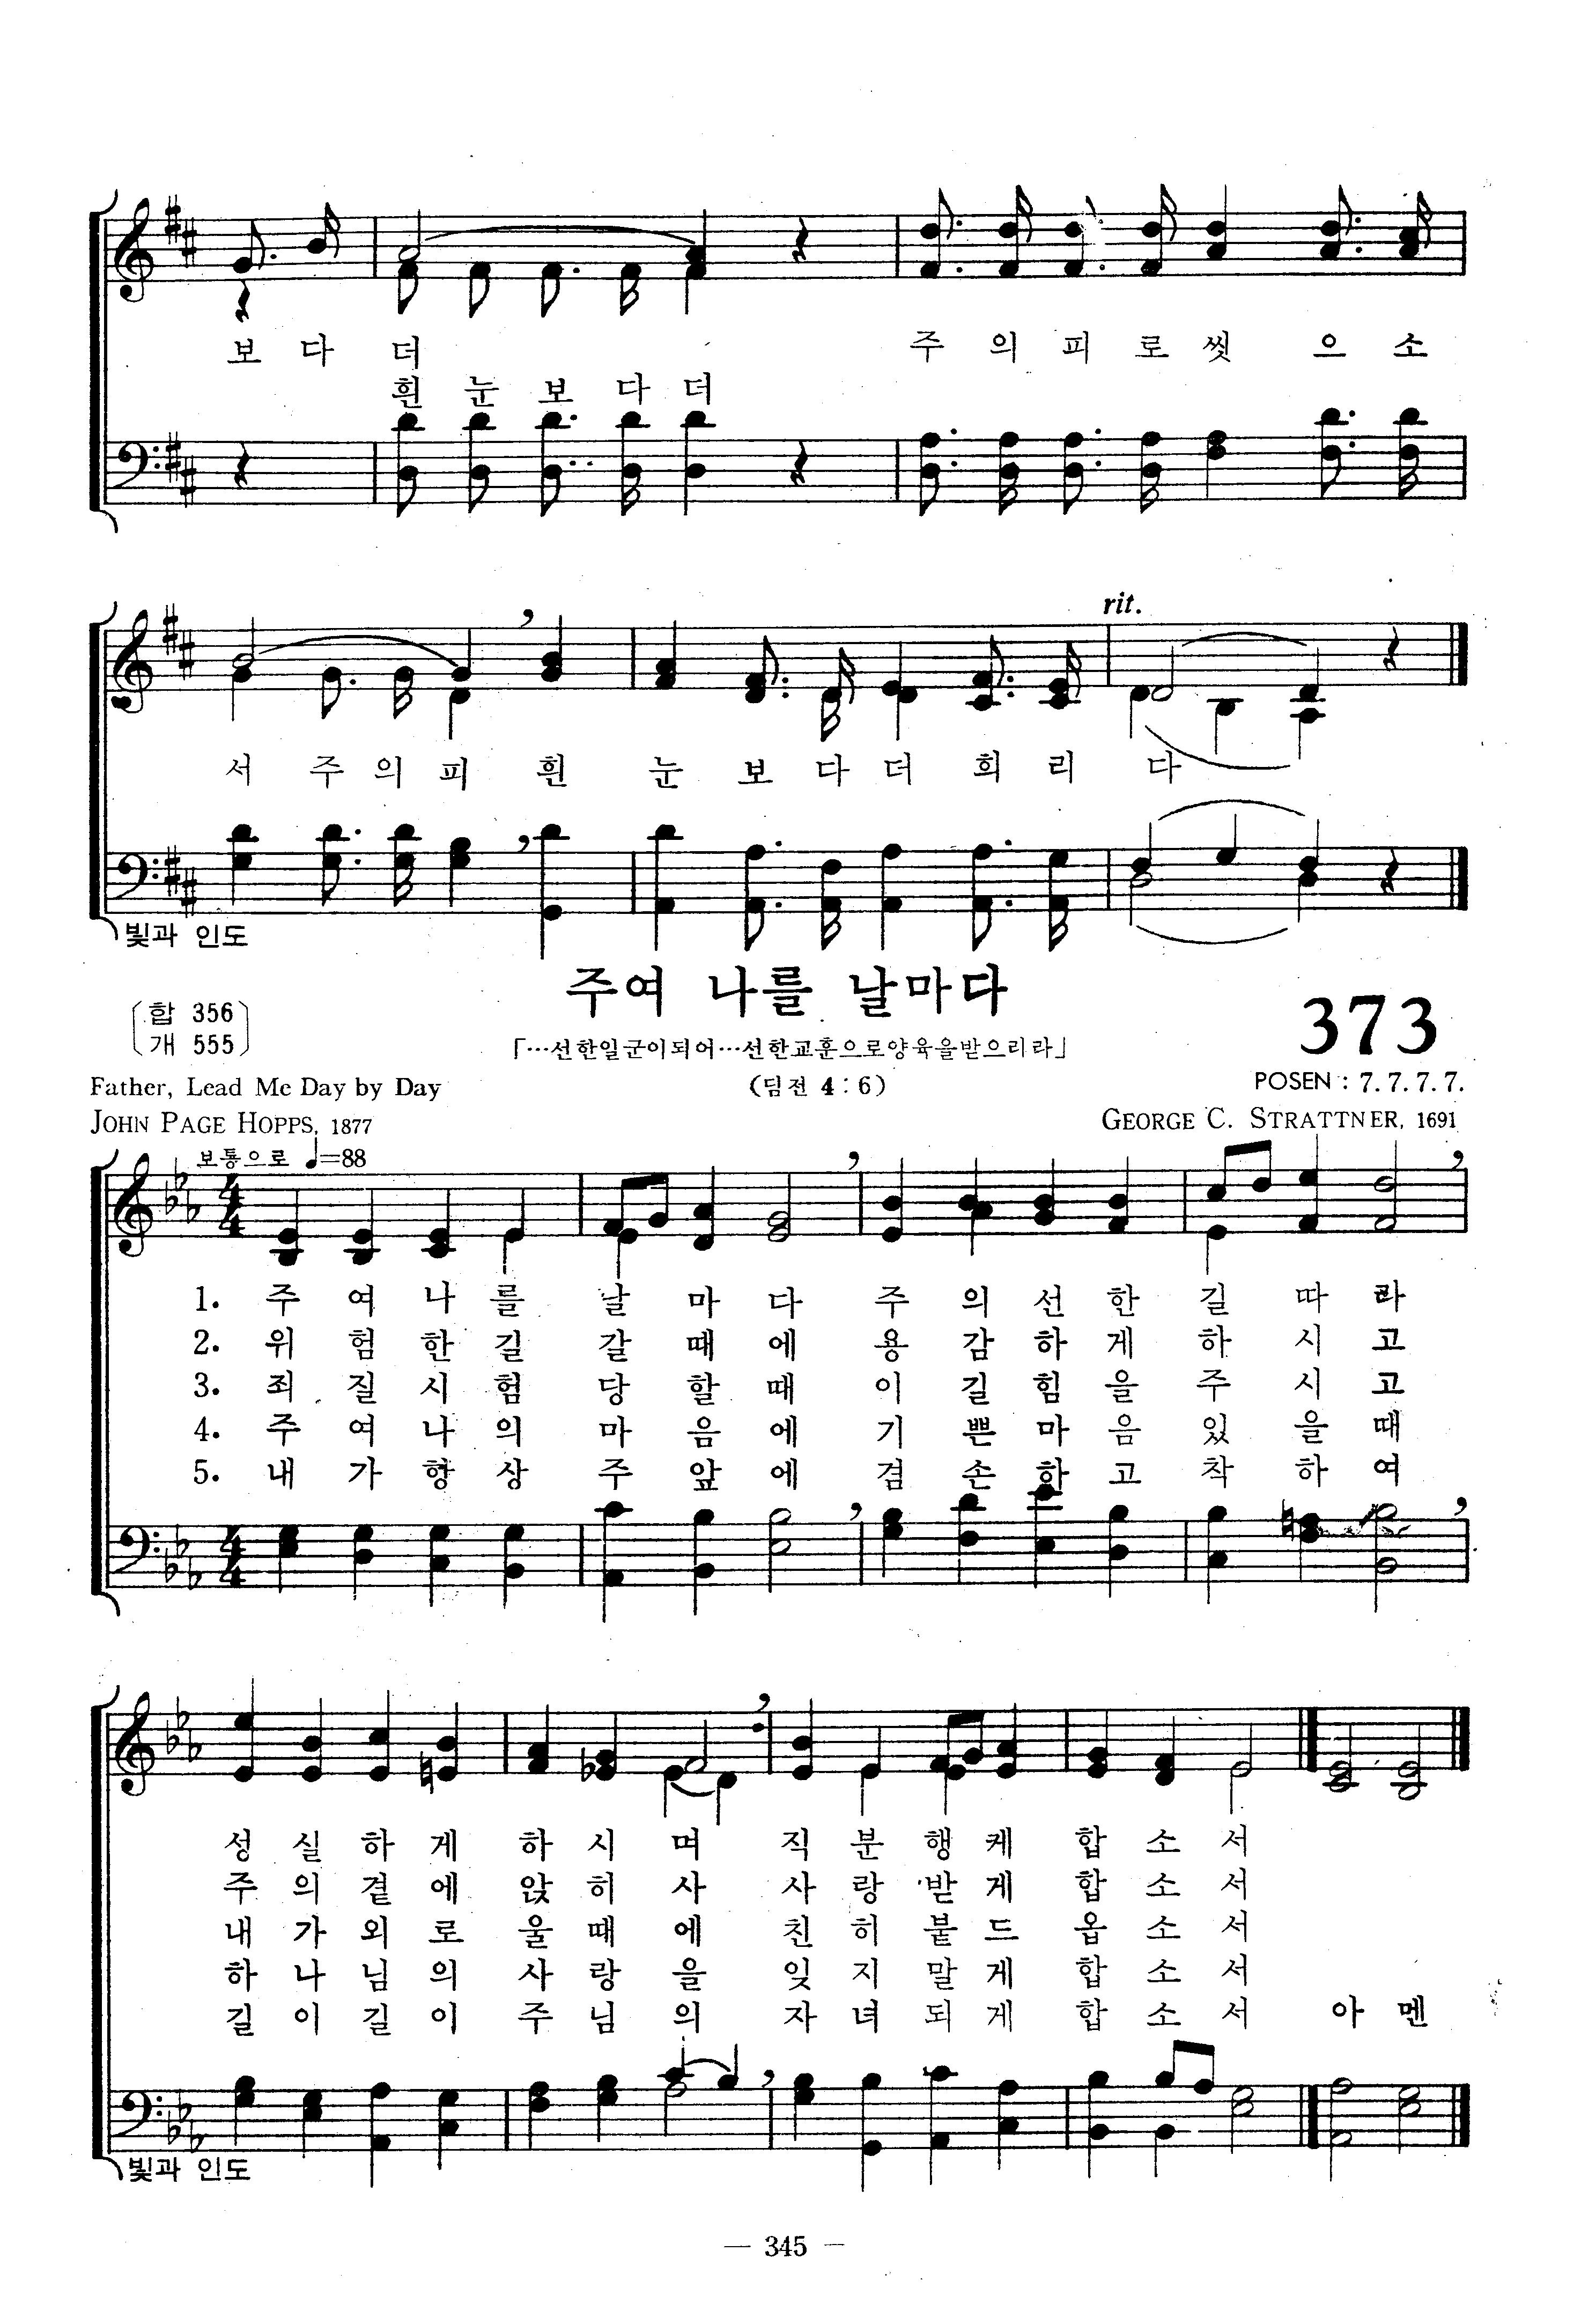 보 다 더 주 의 피 로 씻 으 소
흰 눈 보 다 더
rit.
서 주 의 피 흰 눈 보 다 더 희 리 다
빛과 인도
주여 나를 날마다
373
〔합 356〕
〔개 555〕
「…선한일군이되어…선한교훈으로양육을받으리라」
(딤전 4:6)
Father, Lead Me Day by Day
POSEN : 7. 7. 7. 7.
JOHN PAGE HOPPS, 1877
GEORGE C. STRATTNER, 1691
보통으로 ♩=88
1. 주 여 나 를 날 마 다 주 의 선 한 길 따 라
2. 위 험 한 길 갈 때 에 용 감 하 게 하 시 고
3. 죄 질 시 험 당 할 때 이 길 힘 을 주 시 고
4. 주 여 나 의 마 음 에 기 쁜 마 음 있 을 때
5. 내 가 항 상 주 앞 에 겸 손 하 고 착 하 여
성 실 하 게 하 시 며 직 분 행 케 합 소 서
주 의 곁 에 앉 히 사 사 랑 받 게 합 소 서
내 가 외 로 울 때 에 친 히 붙 드 옵 소 서
하 나 님 의 사 랑 을 잊 지 말 게 합 소 서
길 이 길 이 주 님 의 자 녀 되 게 합 소 서 아 멘
빛과 인도
— 345 —